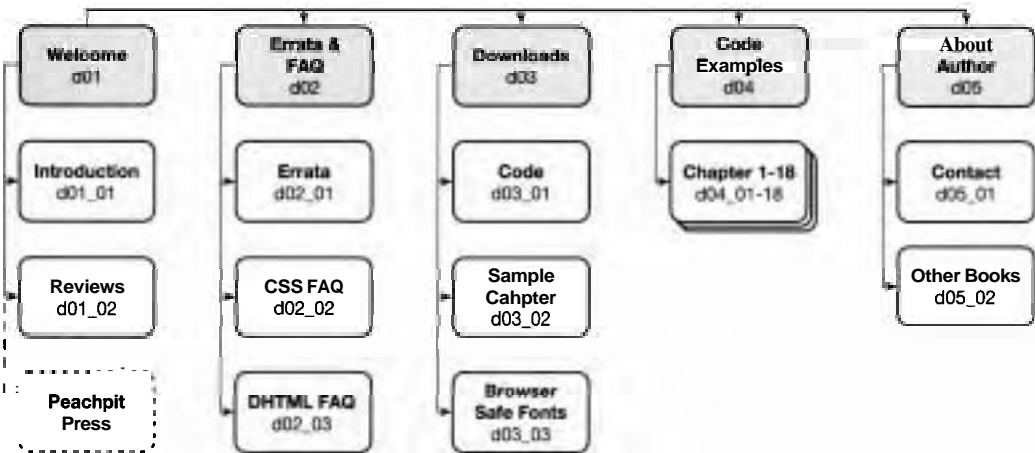 Welcome
d01
Errata &
FAQ
d02
Downloads
d03
Code
Examples
d04
About
Author
d05
Introduction
d01_01
Errata
d02_01
Code
d03_01
Chapter 1-18
d04_01-18
Contact
d05_01
Reviews
d01_02
CSS FAQ
d02_02
Sample
Cahpter
d03_02
Other Books
d05_02
Peachpit
Press
DHTML FAQ
d02_03
Browser
Safe Fonts
d03_03